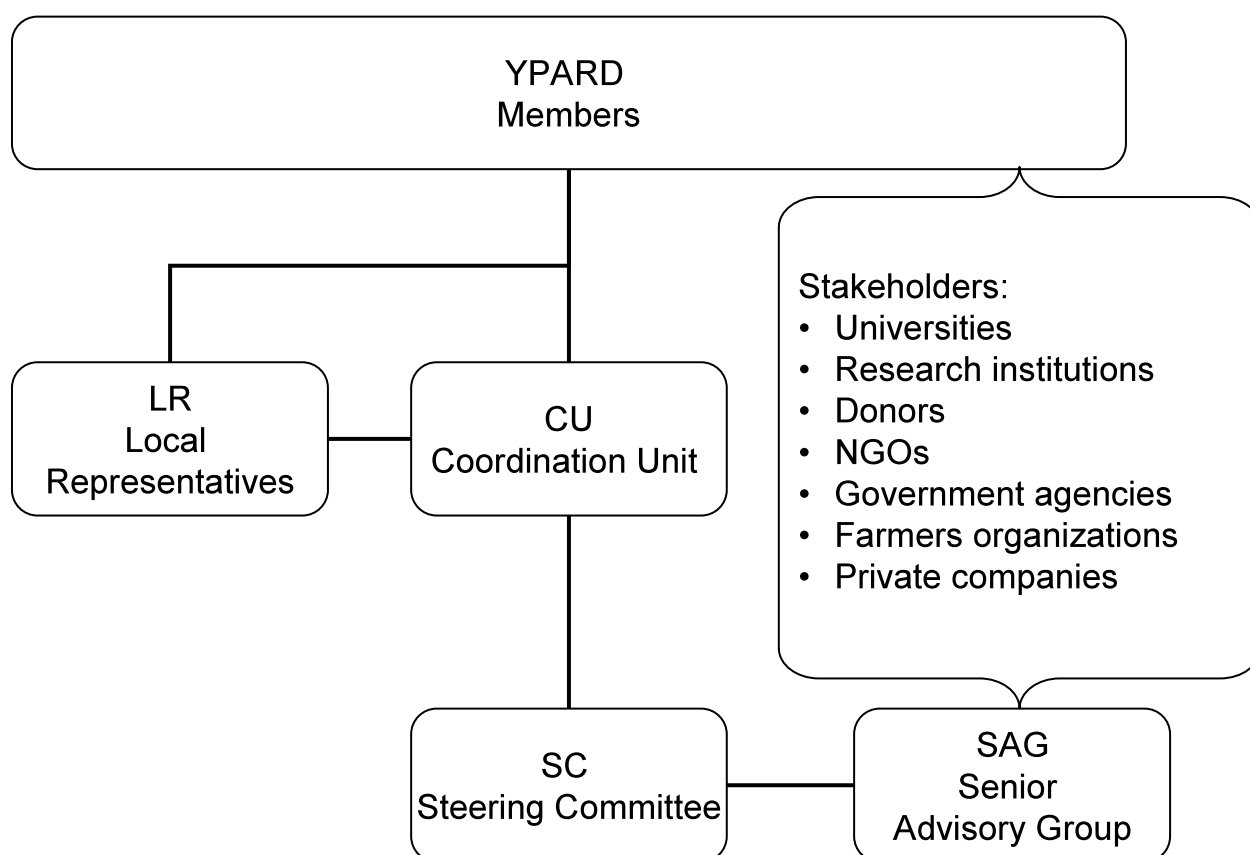 YPARD
Members
Stakeholders:
• Universities
• Research institutions
• Donors
• NGOs
• Government agencies
• Farmers organizations
• Private companies
LR
Local
Representatives
CU
Coordination Unit
SC
Steering Committee
SAG
Senior
Advisory Group